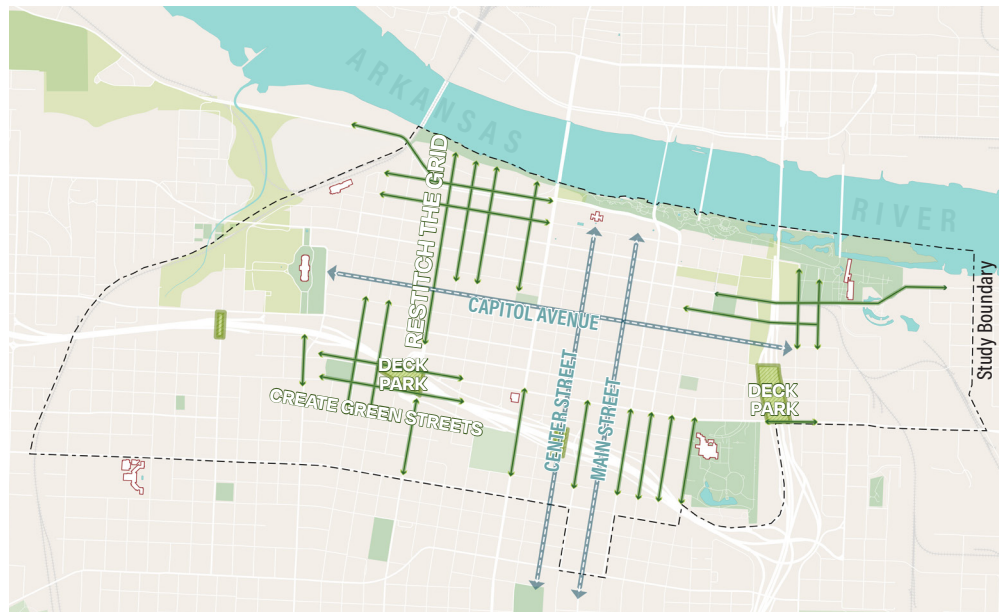 ARKANSAS
RIVER
RESTITCH THE GRID
CAPITOL AVENUE
Study Boundary
DECK
PARK
CREATE GREEN STREETS
CENTER STREET
MAIN STREET
DECK
PARK